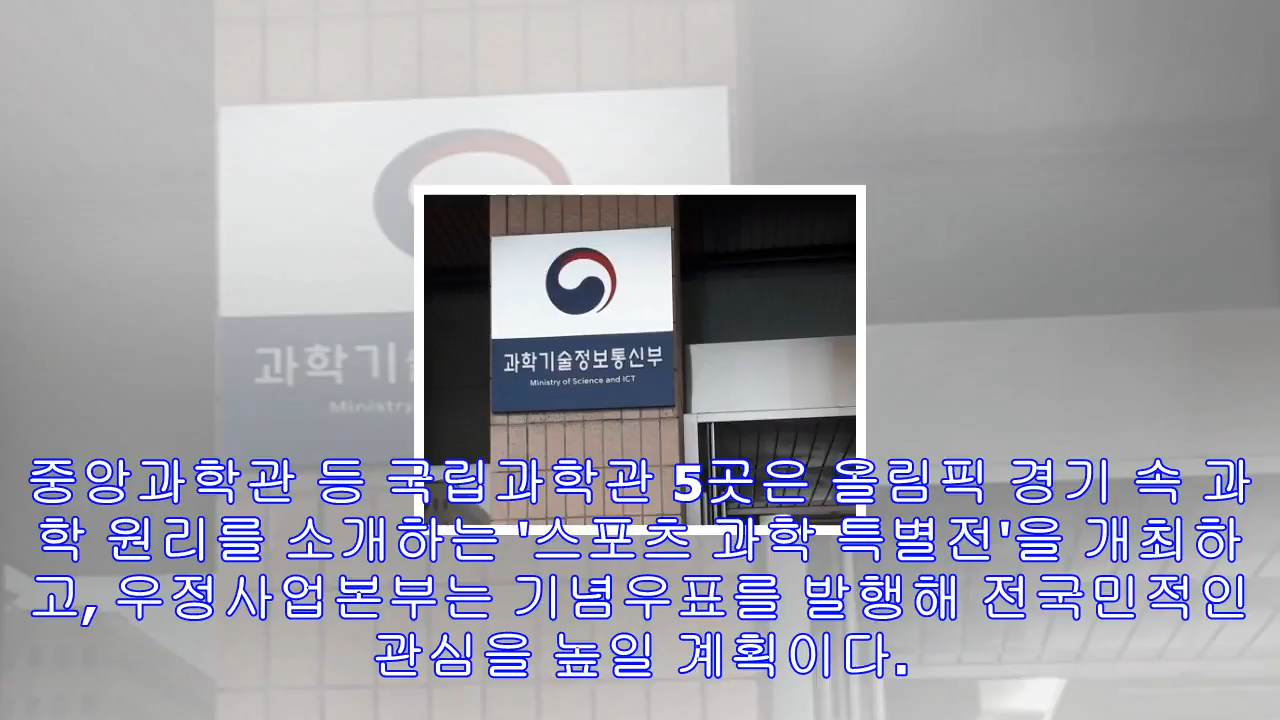 과학기술정보통신부
Ministry of Science and ICT
과학기
Ministry
중앙과학관 등 국립과학관 5곳은 올림픽 경기 속 과
학 원리를 소개하는 '스포츠 과학 특별전'을 개최하
고, 우정사업본부는 기념우표를 발행해 전국민적인
관심을 높일 계획이다.